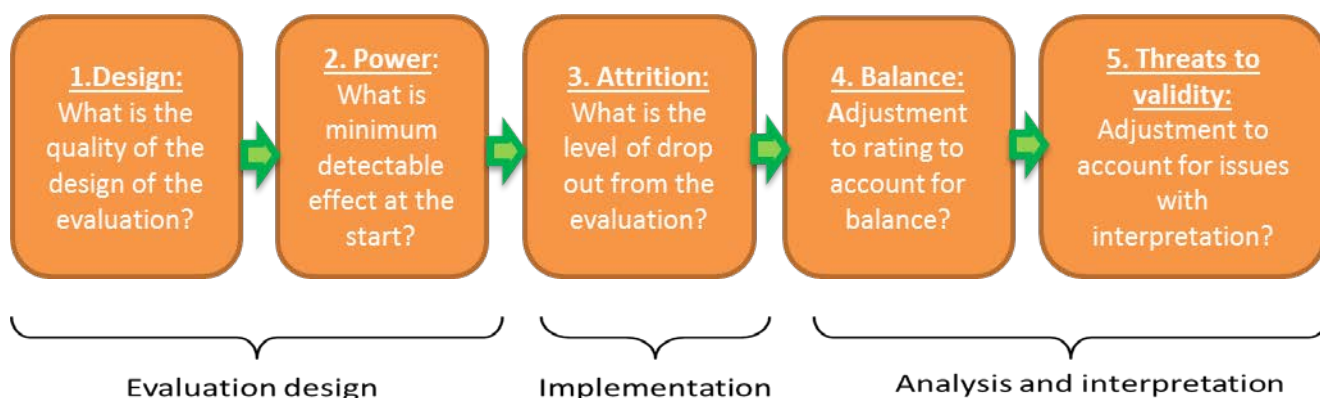 1.Design:
What is the
quality of the
design of the
evaluation?
2. Power:
What is
minimum
detectable
effect at the
start?
3. Attrition:
What is the
level of drop
out from the
evaluation?
4. Balance:
Adjustment
to rating to
account for
balance?
5. Threats to
validity:
Adjustment to
account for issues
with
interpretation?
Evaluation design
Implementation
Analysis and interpretation